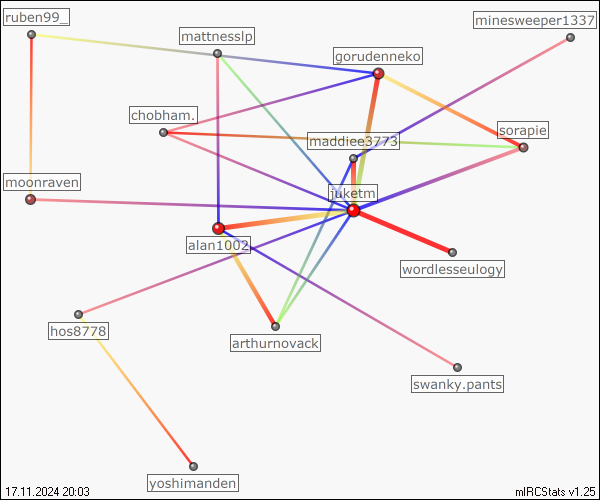 ruben99_
minesweeper1337
mattnesslp
gorudenneko
chobham.
sorapie
maddiee3773
moonraven
juketm
alan1002
wordlesseulogy
hos8778
arthurnovack
swanky.pants
yoshimanden
17.11.2024 20:03
mIRCStats v1.25